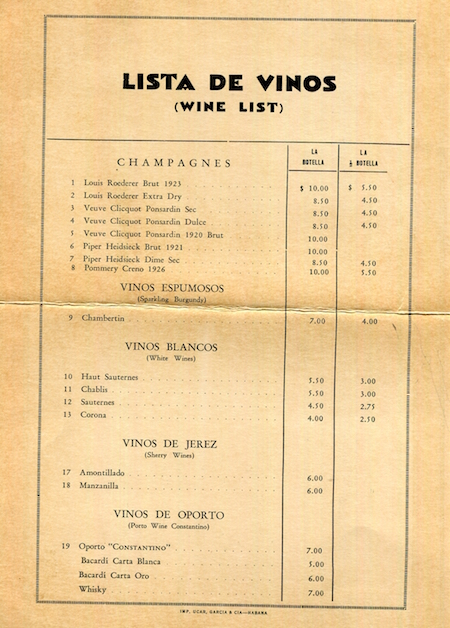 LISTA DE VINOS
(WINE LIST)
LA BOTELLA
LA ½ BOTELLA
CHAMPAGNES
1 Louis Roederer Brut 1923 $ 10.00 $ 5.50
2 Louis Roederer Extra Dry 8.50 4.50
3 Veuve Clicquot Ponsardin Sec 8.50 4.50
4 Veuve Clicquot Ponsardin Dulce 8.50 4.50
5 Veuve Clicquot Ponsardin 1920 Brut 10.00
6 Piper Heidsieck Brut 1921 10.00
7 Piper Heidsieck Dime Sec 8.50 4.50
8 Pommery Creno 1926 10.00 5.50
VINOS ESPUMOSOS
(Sparkling Burgunds)
9 Chambertin 7.00 4.00
VINOS BLANCOS
(White Wines)
10 Haut Sauternes 5.50 3.00
11 Chablis 5.50 3.00
12 Sauternes 4.50 2.75
13 Corona 4.00 2.50
VINOS DE JEREZ
(Sherry Wines)
17 Amontillado 6.00
18 Manzanilla 6.00
VINOS DE OPORTO
(Porto Wine Constantino)
19 Oporto "CONSTANTINO" 7.00
Bacardi Carta Blanca 5.00
Bacardi Carta Oro 6.00
Whisky 7.00
IMP. UCAR, GARCIA & CIA—HABANA